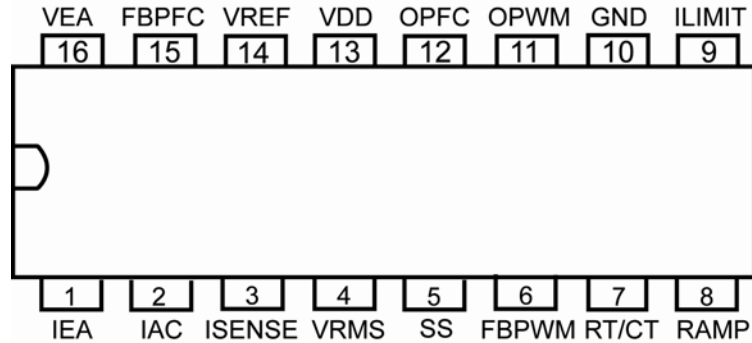 VEA FBPFC VREF VDD OPFC OPWM GND ILIMIT
16 15 14 13 12 11 10 9
1 2 3 4 5 6 7 8
IEA IAC ISENSE VRMS SS FBPWM RT/CT RAMP